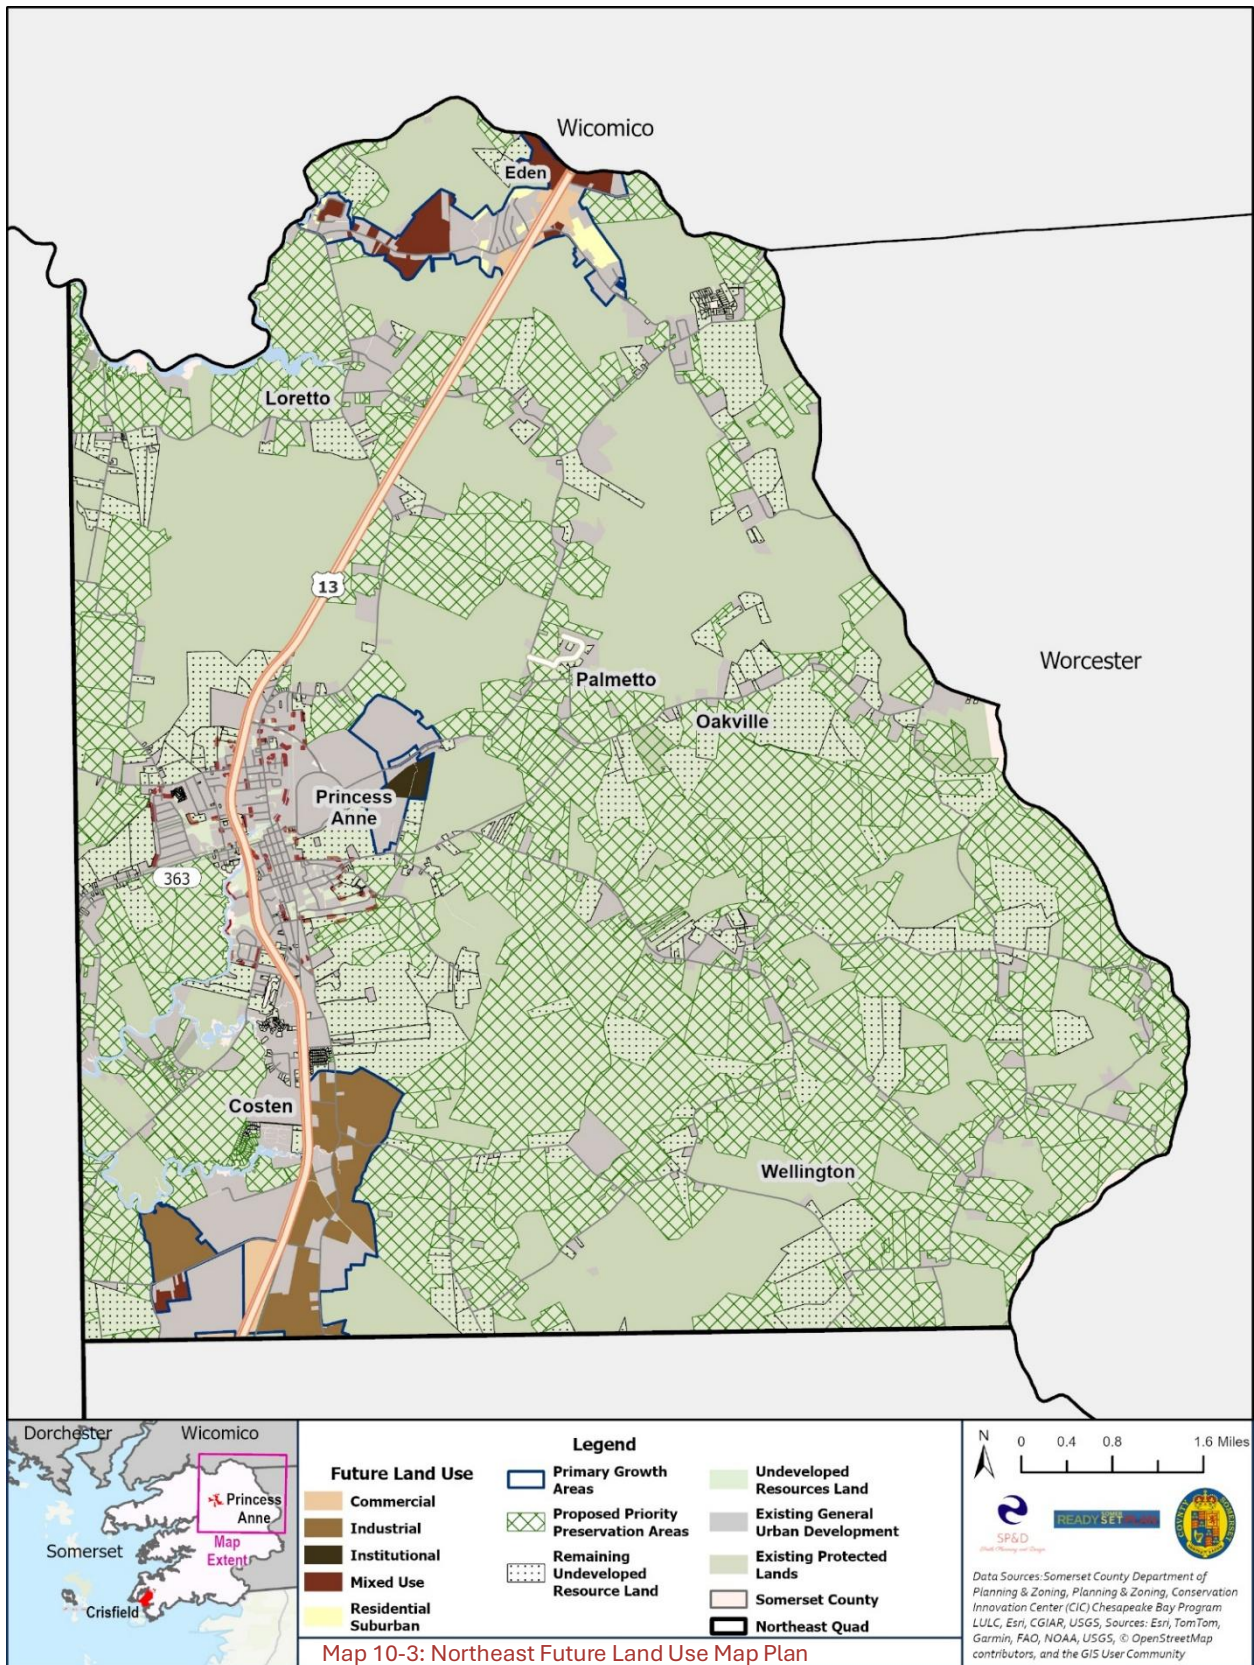 Wicomico
Eden
Loretto
13
Worcester
Palmetto
Oakville
Princess
Anne
363
Costen
Wellington
Dorchester
Wicomico
Princess
Anne
Map
Extent
Somerset
Crisfield
Legend
Future Land Use
Commercial
Industrial
Institutional
Mixed Use
Residential
Suburban
Primary Growth
Areas
Proposed Priority
Preservation Areas
Remaining
Undeveloped
Resource Land
Undeveloped
Resources Land
Existing General
Urban Development
Existing Protected
Lands
Somerset County
Northeast Quad
Map 10-3: Northeast Future Land Use Map Plan
N
0 0.4 0.8 1.6 Miles
SP&D
READY SET PLAN
COUNTY SOMERSET
Data Sources:Somerset County Department of
Planning & Zoning, Planning & Zoning, Conservation
Innovation Center (CIC) Chesapeake Bay Program
LULC, Esri, CGIAR, USGS, Sources: Esri, TomTom,
Garmin, FAO, NOAA, USGS, © OpenStreetMap
contributors, and the GIS User Community